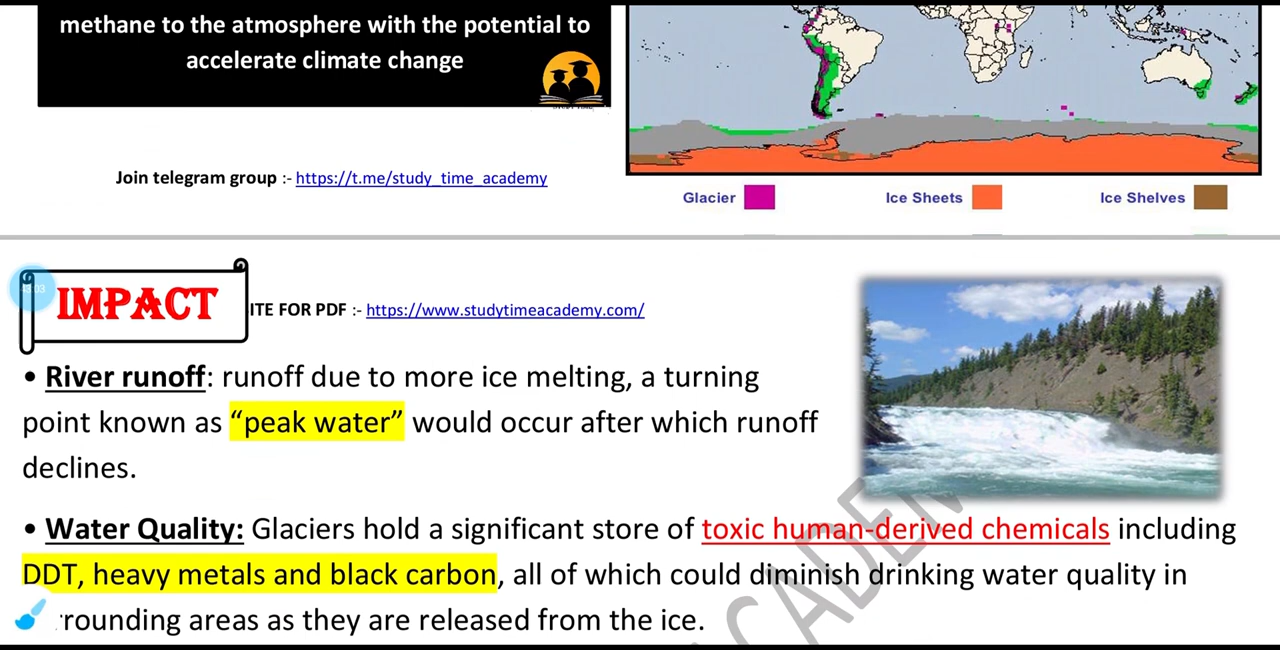 methane to the atmosphere with the potential to
accelerate climate change
Join telegram group :- https://t.me/study_time_academy
Glacier
Ice Sheets
Ice Shelves
IMPACT
ITE FOR PDF :- https://www.studytimeacademy.com/
• River runoff: runoff due to more ice melting, a turning
point known as “peak water” would occur after which runoff
declines.
• Water Quality: Glaciers hold a significant store of toxic human-derived chemicals including
DDT, heavy metals and black carbon, all of which could diminish drinking water quality in
rrounding areas as they are released from the ice.